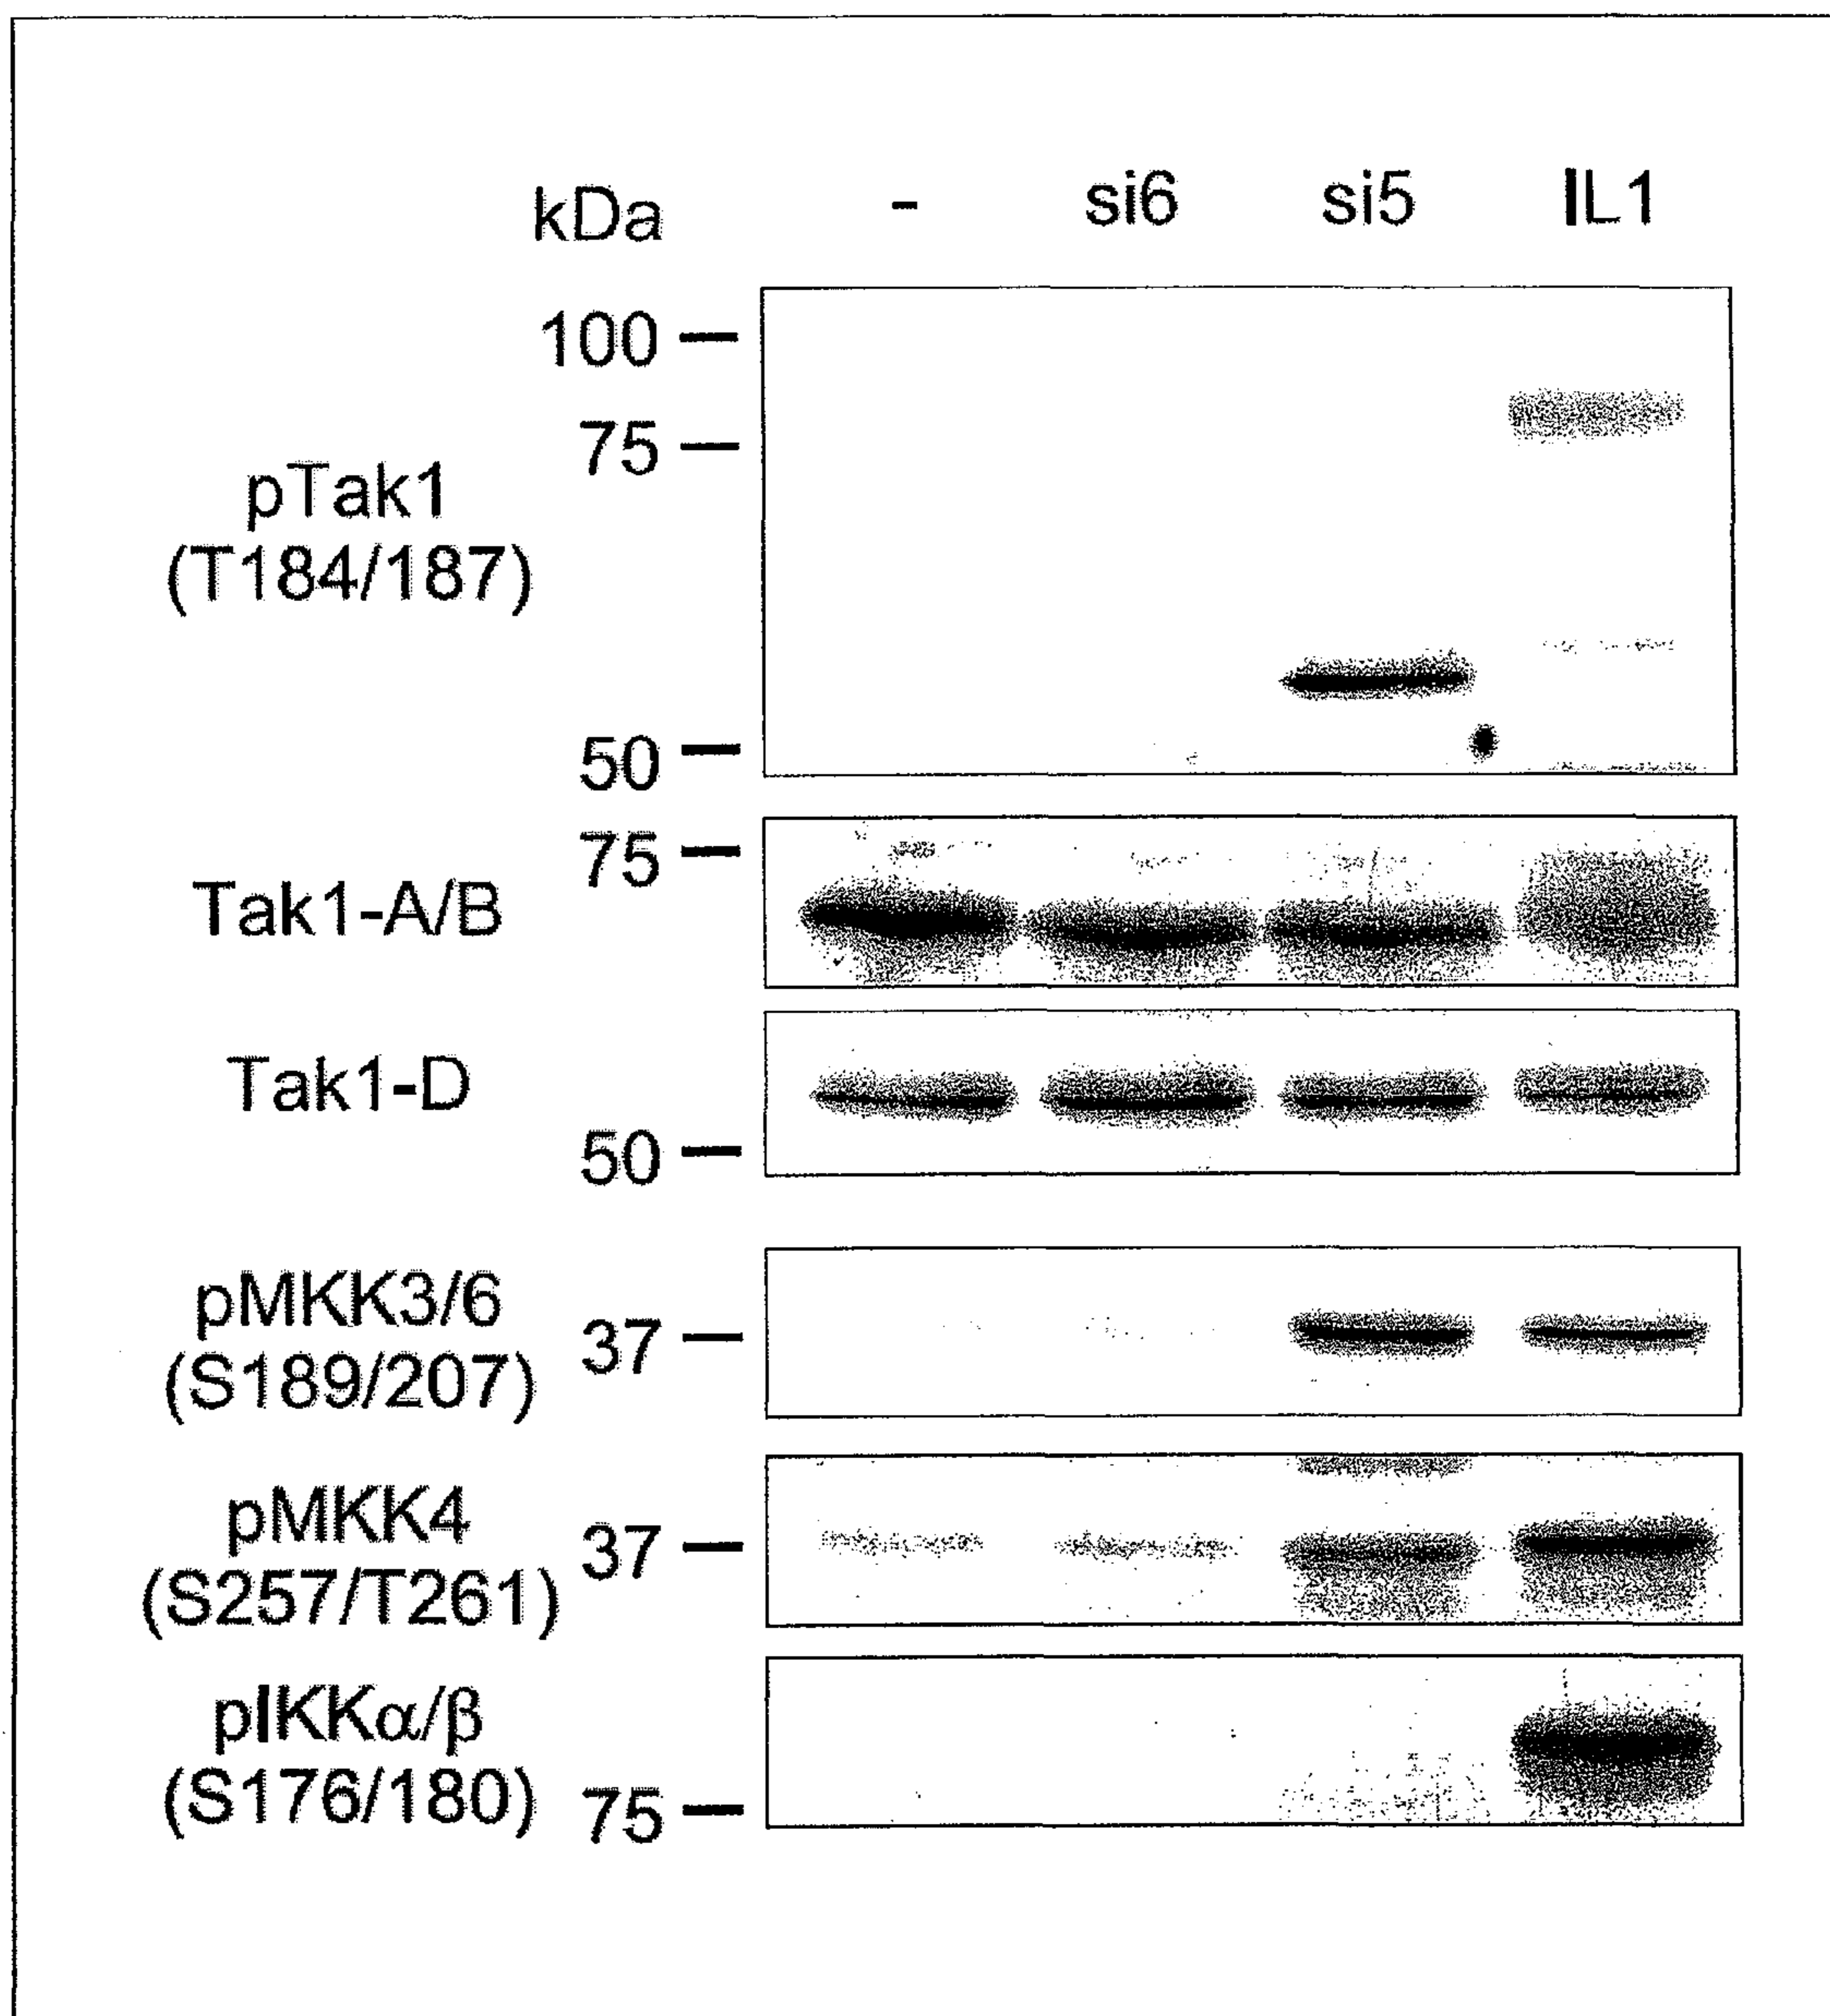 kDa - si6 si5 IL1
100
75
pTak1
(T184/187)
50
75
Tak1-A/B
Tak1-D
50
pMKK3/6
37
(S189/207)
pMKK4
37
(S257/T261)
pIKKα/β
(S176/180)
75